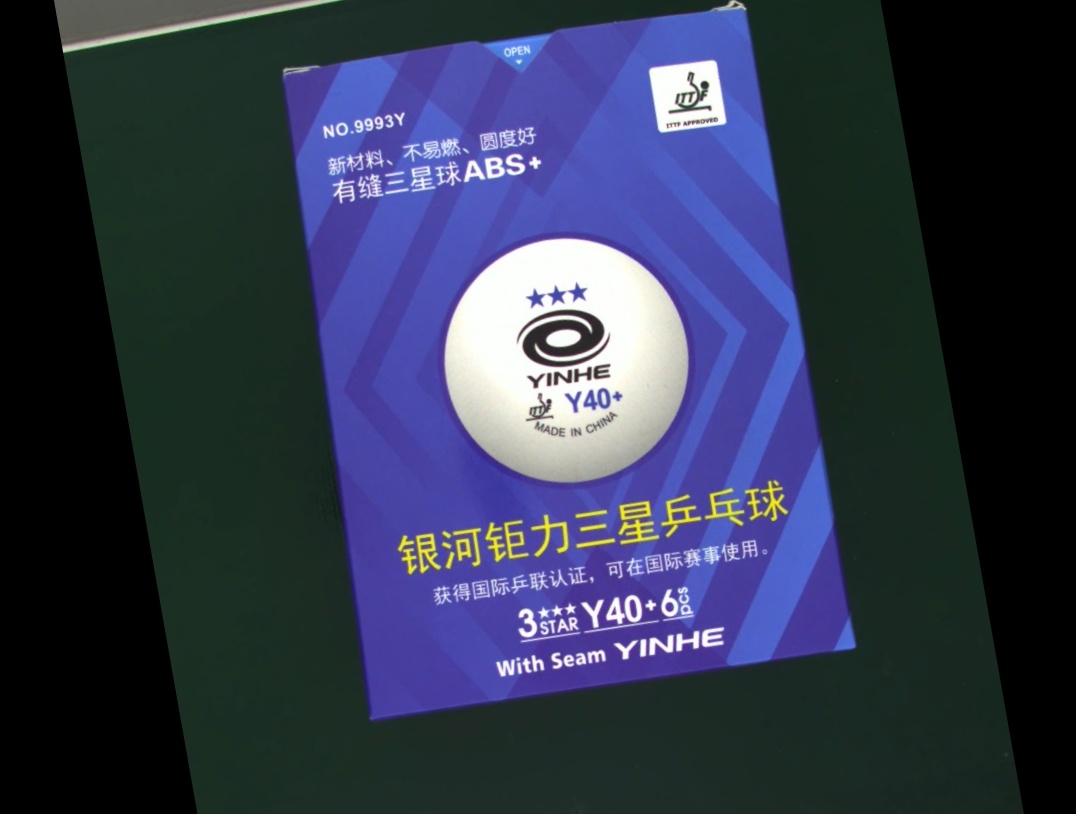 OPEN
ITTF
ITTF APPROVED
NO.9993Y
新材料、不易燃、圆度好
有缝三星球ABS+
YINHE
ITTF Y40+
MADE IN CHINA
银河钜力三星乒乓球
获得国际乒联认证，可在国际赛事使用。
3 STAR Y40+ 6 pcs
With Seam YINHE